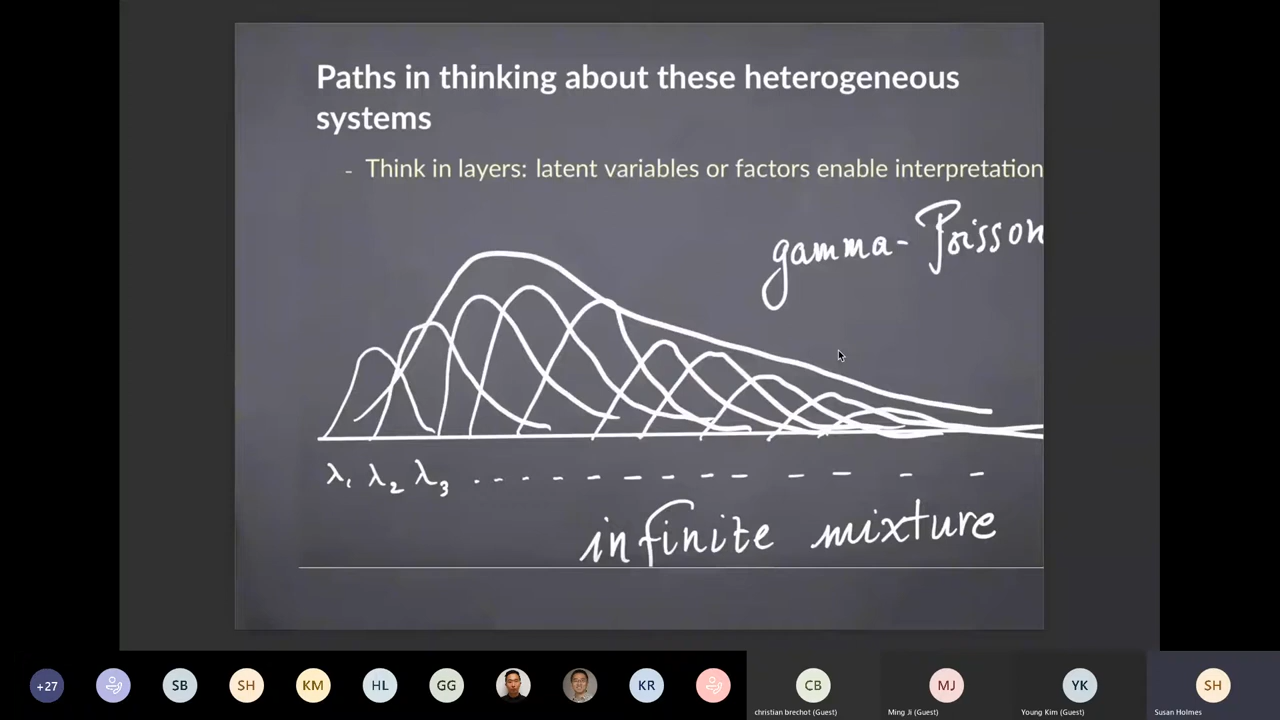 Paths in thinking about these heterogeneous
systems
- Think in layers: latent variables or factors enable interpretation
gamma-Poisson
λ1 λ2 λ3 - - - - - - - - - - - - -
infinite mixture
+27
SB
SH
KM
HL
GG
KR
CB
MJ
YK
SH
christian brechot (Guest)
Ming Ji (Guest)
Young Kim (Guest)
Susan Holmes